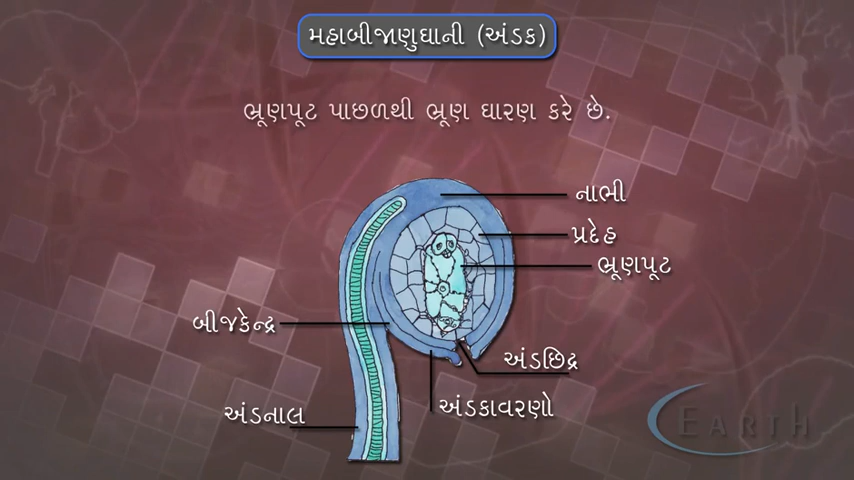 મહાબીજાણુધાની (અંડક)
ભ્રૂણપૂટ પાછળથી ભ્રૂણ ધારણ કરે છે.
નાભી
પ્રદેહ
ભ્રૂણપૂટ
બીજકેન્દ્ર
અંડછિદ્ર
અંડકાવરણો
અંડનાલ
EARTH